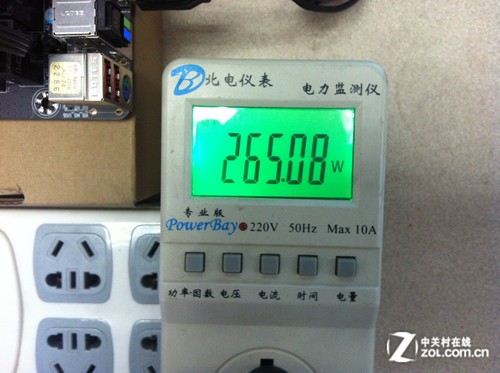 北电仪表
电力监测仪
265.08 W
专业版
PowerBay 220V 50Hz Max 10A
功率·因数 电压 电流 时间 电量
中关村在线
ZOL.COM.CN